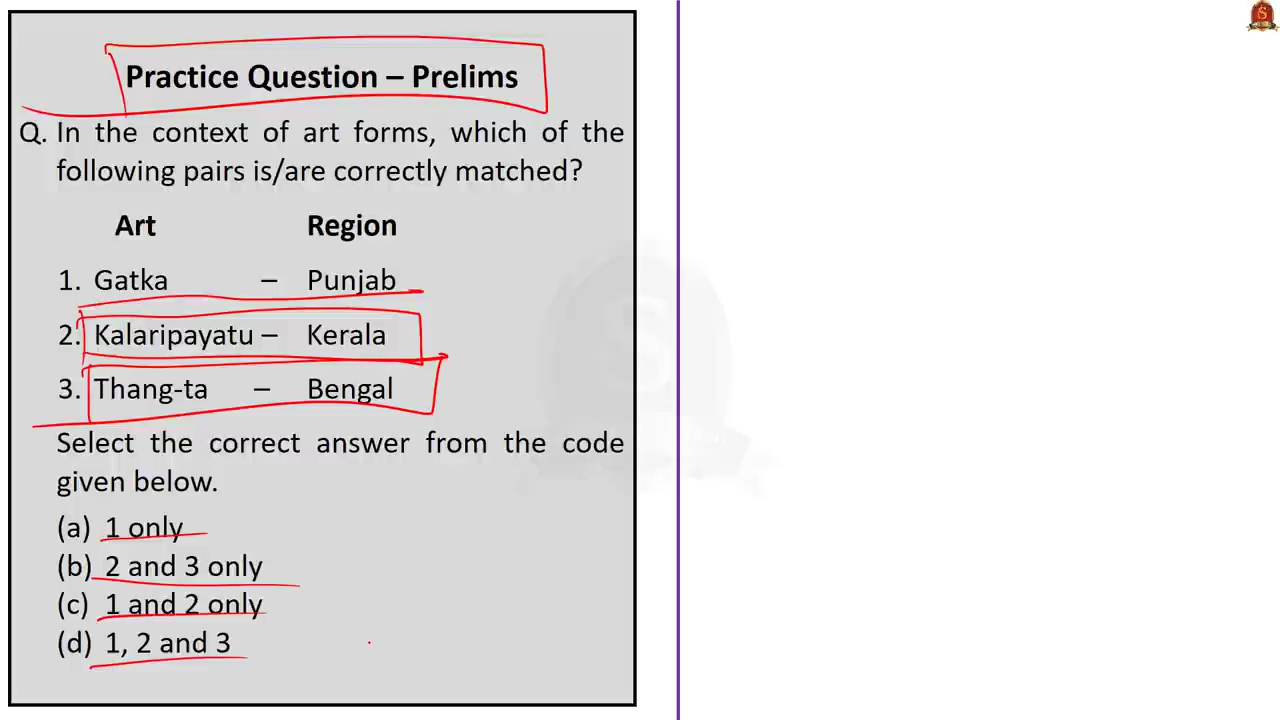 Practice Question – Prelims
Q. In the context of art forms, which of the
following pairs is/are correctly matched?
Art Region
1. Gatka – Punjab
2. Kalaripayatu – Kerala
3. Thang-ta – Bengal
Select the correct answer from the code
given below.
(a) 1 only
(b) 2 and 3 only
(c) 1 and 2 only
(d) 1, 2 and 3